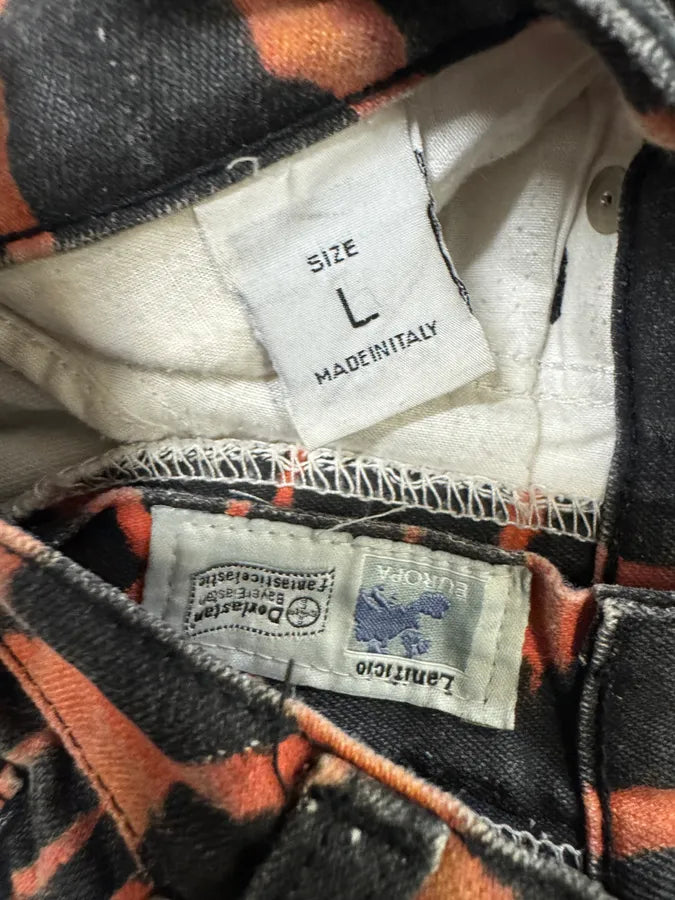 SIZE
L
MADEINITALY
Lanificio
EUROPA
Dorlastan
BayerElastan
fantasticelastic